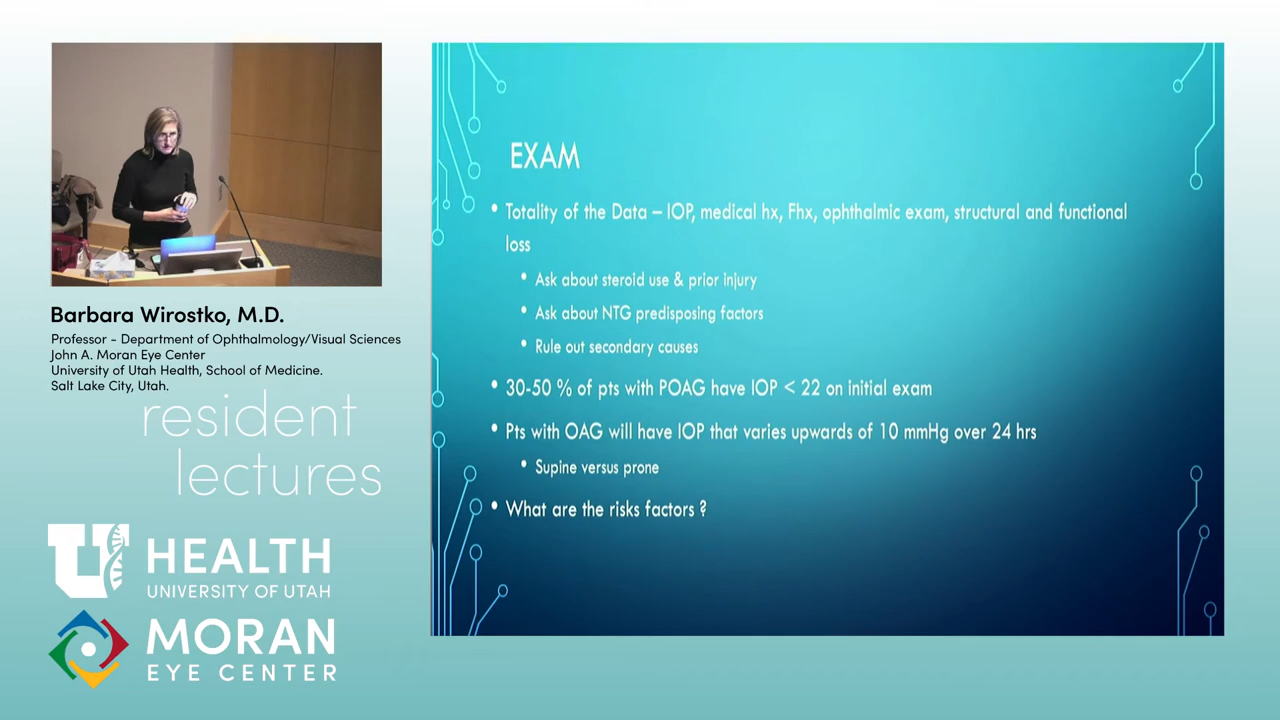 Barbara Wirostko, M.D.
Professor - Department of Ophthalmology/Visual Sciences
John A. Moran Eye Center
University of Utah Health, School of Medicine.
Salt Lake City, Utah.
resident
lectures
U HEALTH
UNIVERSITY OF UTAH
MORAN
EYE CENTER
EXAM
• Totality of the Data – IOP, medical hx, Fhx, ophthalmic exam, structural and functional
loss
• Ask about steroid use & prior injury
• Ask about NTG predisposing factors
• Rule out secondary causes
• 30-50 % of pts with POAG have IOP < 22 on initial exam
• Pts with OAG will have IOP that varies upwards of 10 mmHg over 24 hrs
• Supine versus prone
• What are the risks factors ?